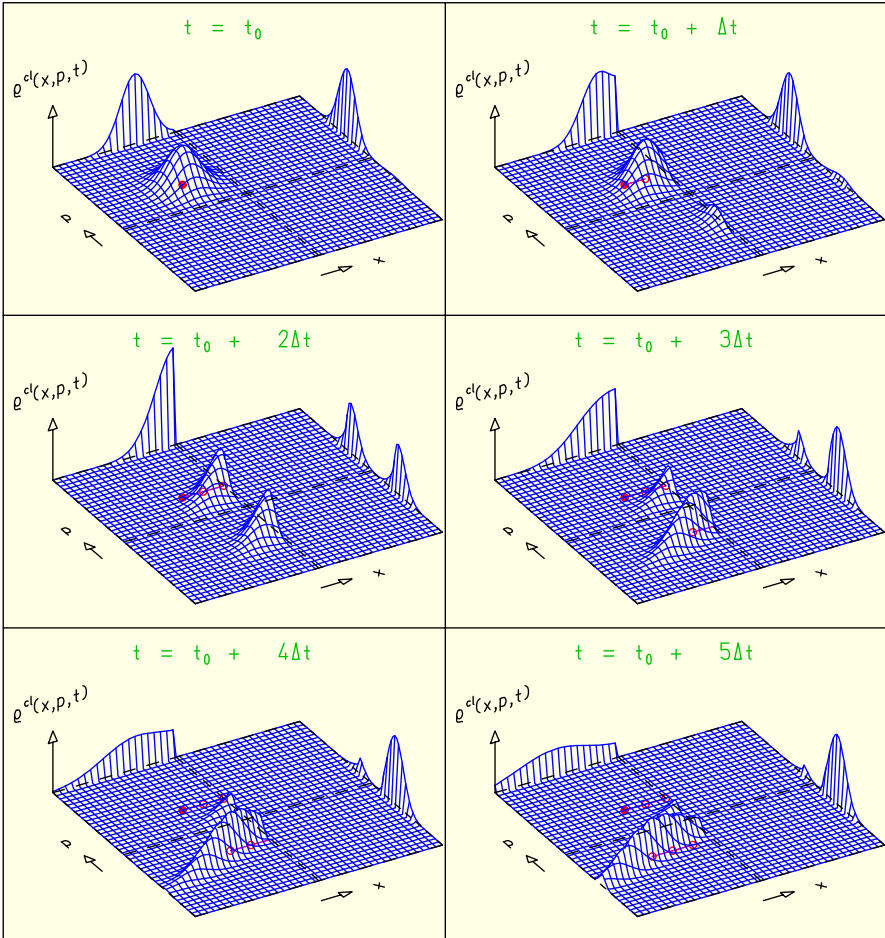 t = t₀
ϱᶜˡ(x,p,t)
p
x
t = t₀ + Δt
ϱᶜˡ(x,p,t)
p
x
t = t₀ + 2Δt
ϱᶜˡ(x,p,t)
p
x
t = t₀ + 3Δt
ϱᶜˡ(x,p,t)
p
x
t = t₀ + 4Δt
ϱᶜˡ(x,p,t)
p
x
t = t₀ + 5Δt
ϱᶜˡ(x,p,t)
p
x